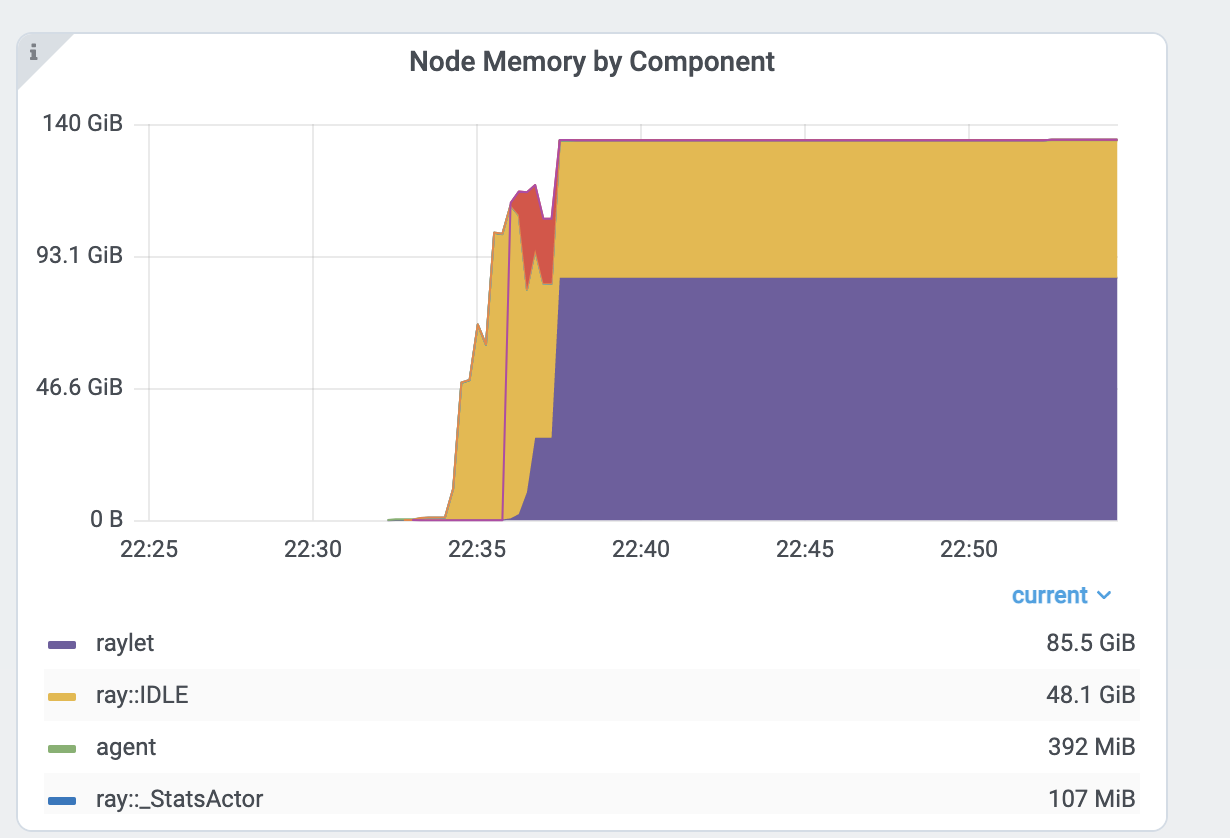 i
Node Memory by Component
140 GiB
93.1 GiB
46.6 GiB
0 B
22:25 22:30 22:35 22:40 22:45 22:50
current
raylet 85.5 GiB
ray::IDLE 48.1 GiB
agent 392 MiB
ray::_StatsActor 107 MiB